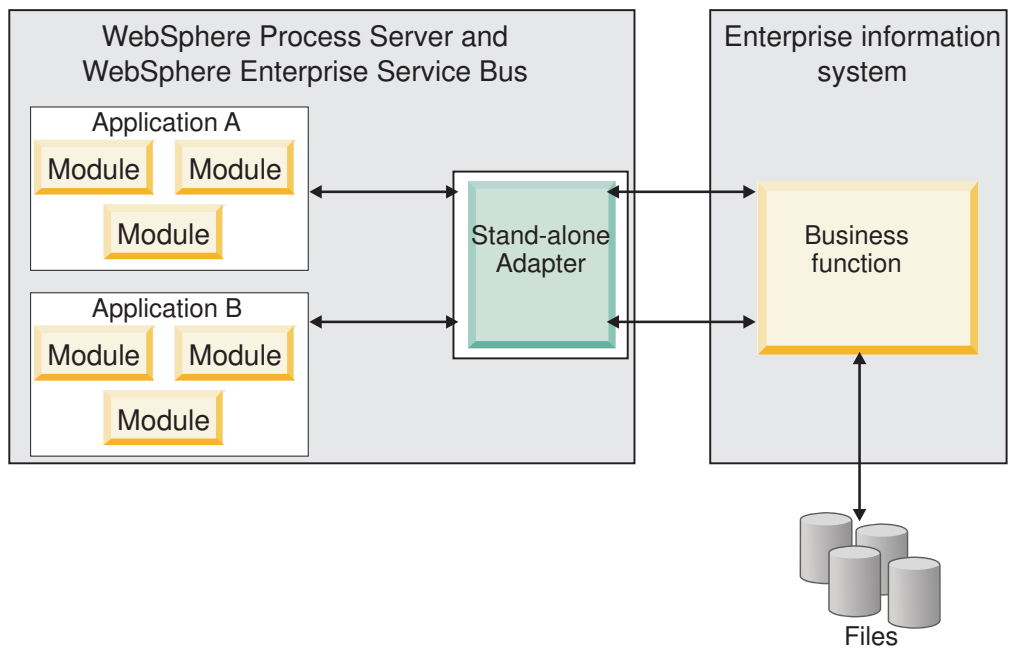 WebSphere Process Server and
WebSphere Enterprise Service Bus
Application A
Module
Module
Module
Application B
Module
Module
Module
Stand-alone
Adapter
Enterprise information
system
Business
function
Files